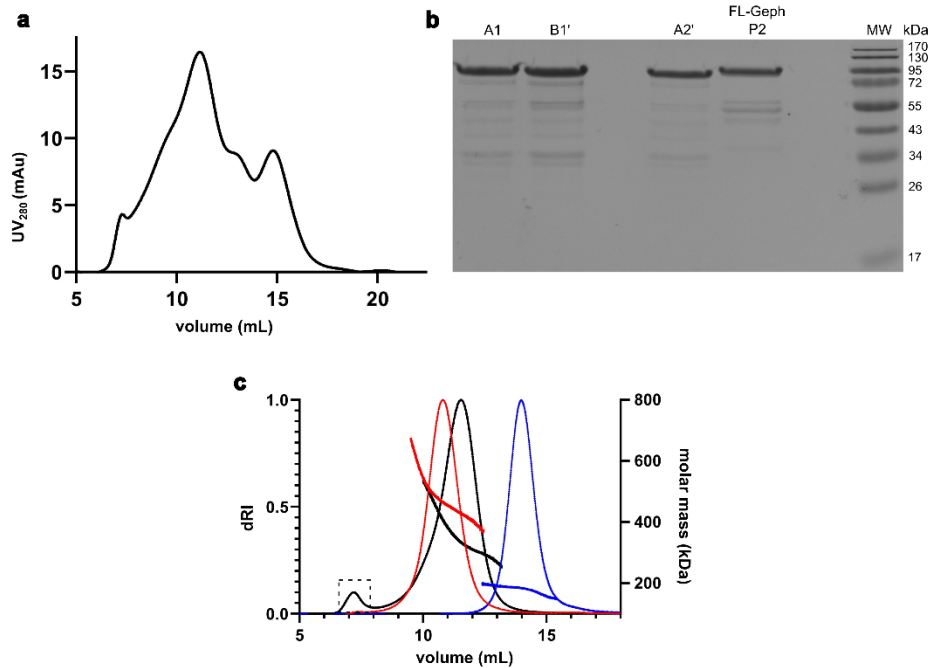 a
UV280 (mAu)
15
10
5
0
5 10 15 20
volume (mL)
b
FL-Geph
A1 B1' A2' P2 MW kDa
170
130
95
72
55
43
34
26
17
c
dRI
1.0
0.5
0.0
5 10 15
volume (mL)
800
600
400
200
molar mass (kDa)